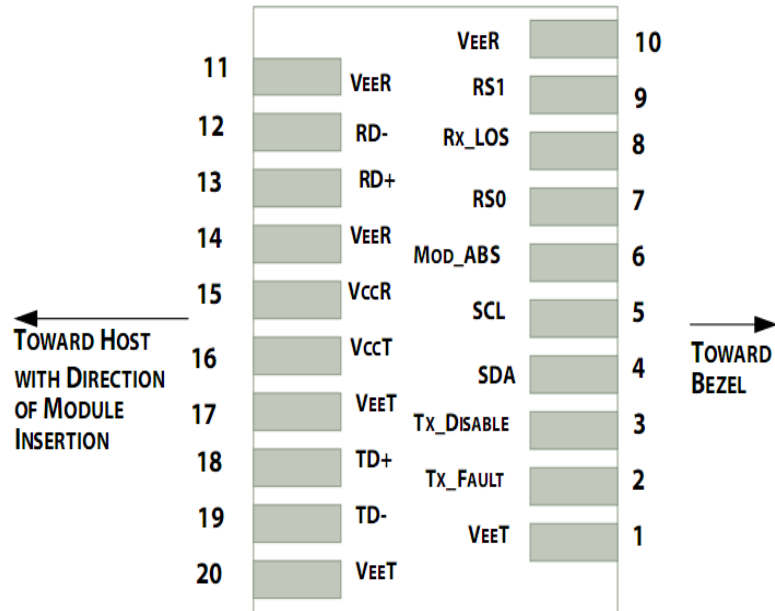 11 VEER
12 RD-
13 RD+
14 VEER
15 VCCR
16 VCCT
17 VEET
18 TD+
19 TD-
20 VEET
VEER 10
RS1 9
RX_LOS 8
RS0 7
MOD_ABS 6
SCL 5
SDA 4
TX_DISABLE 3
TX_FAULT 2
VEET 1
TOWARD HOST
WITH DIRECTION
OF MODULE
INSERTION
TOWARD
BEZEL